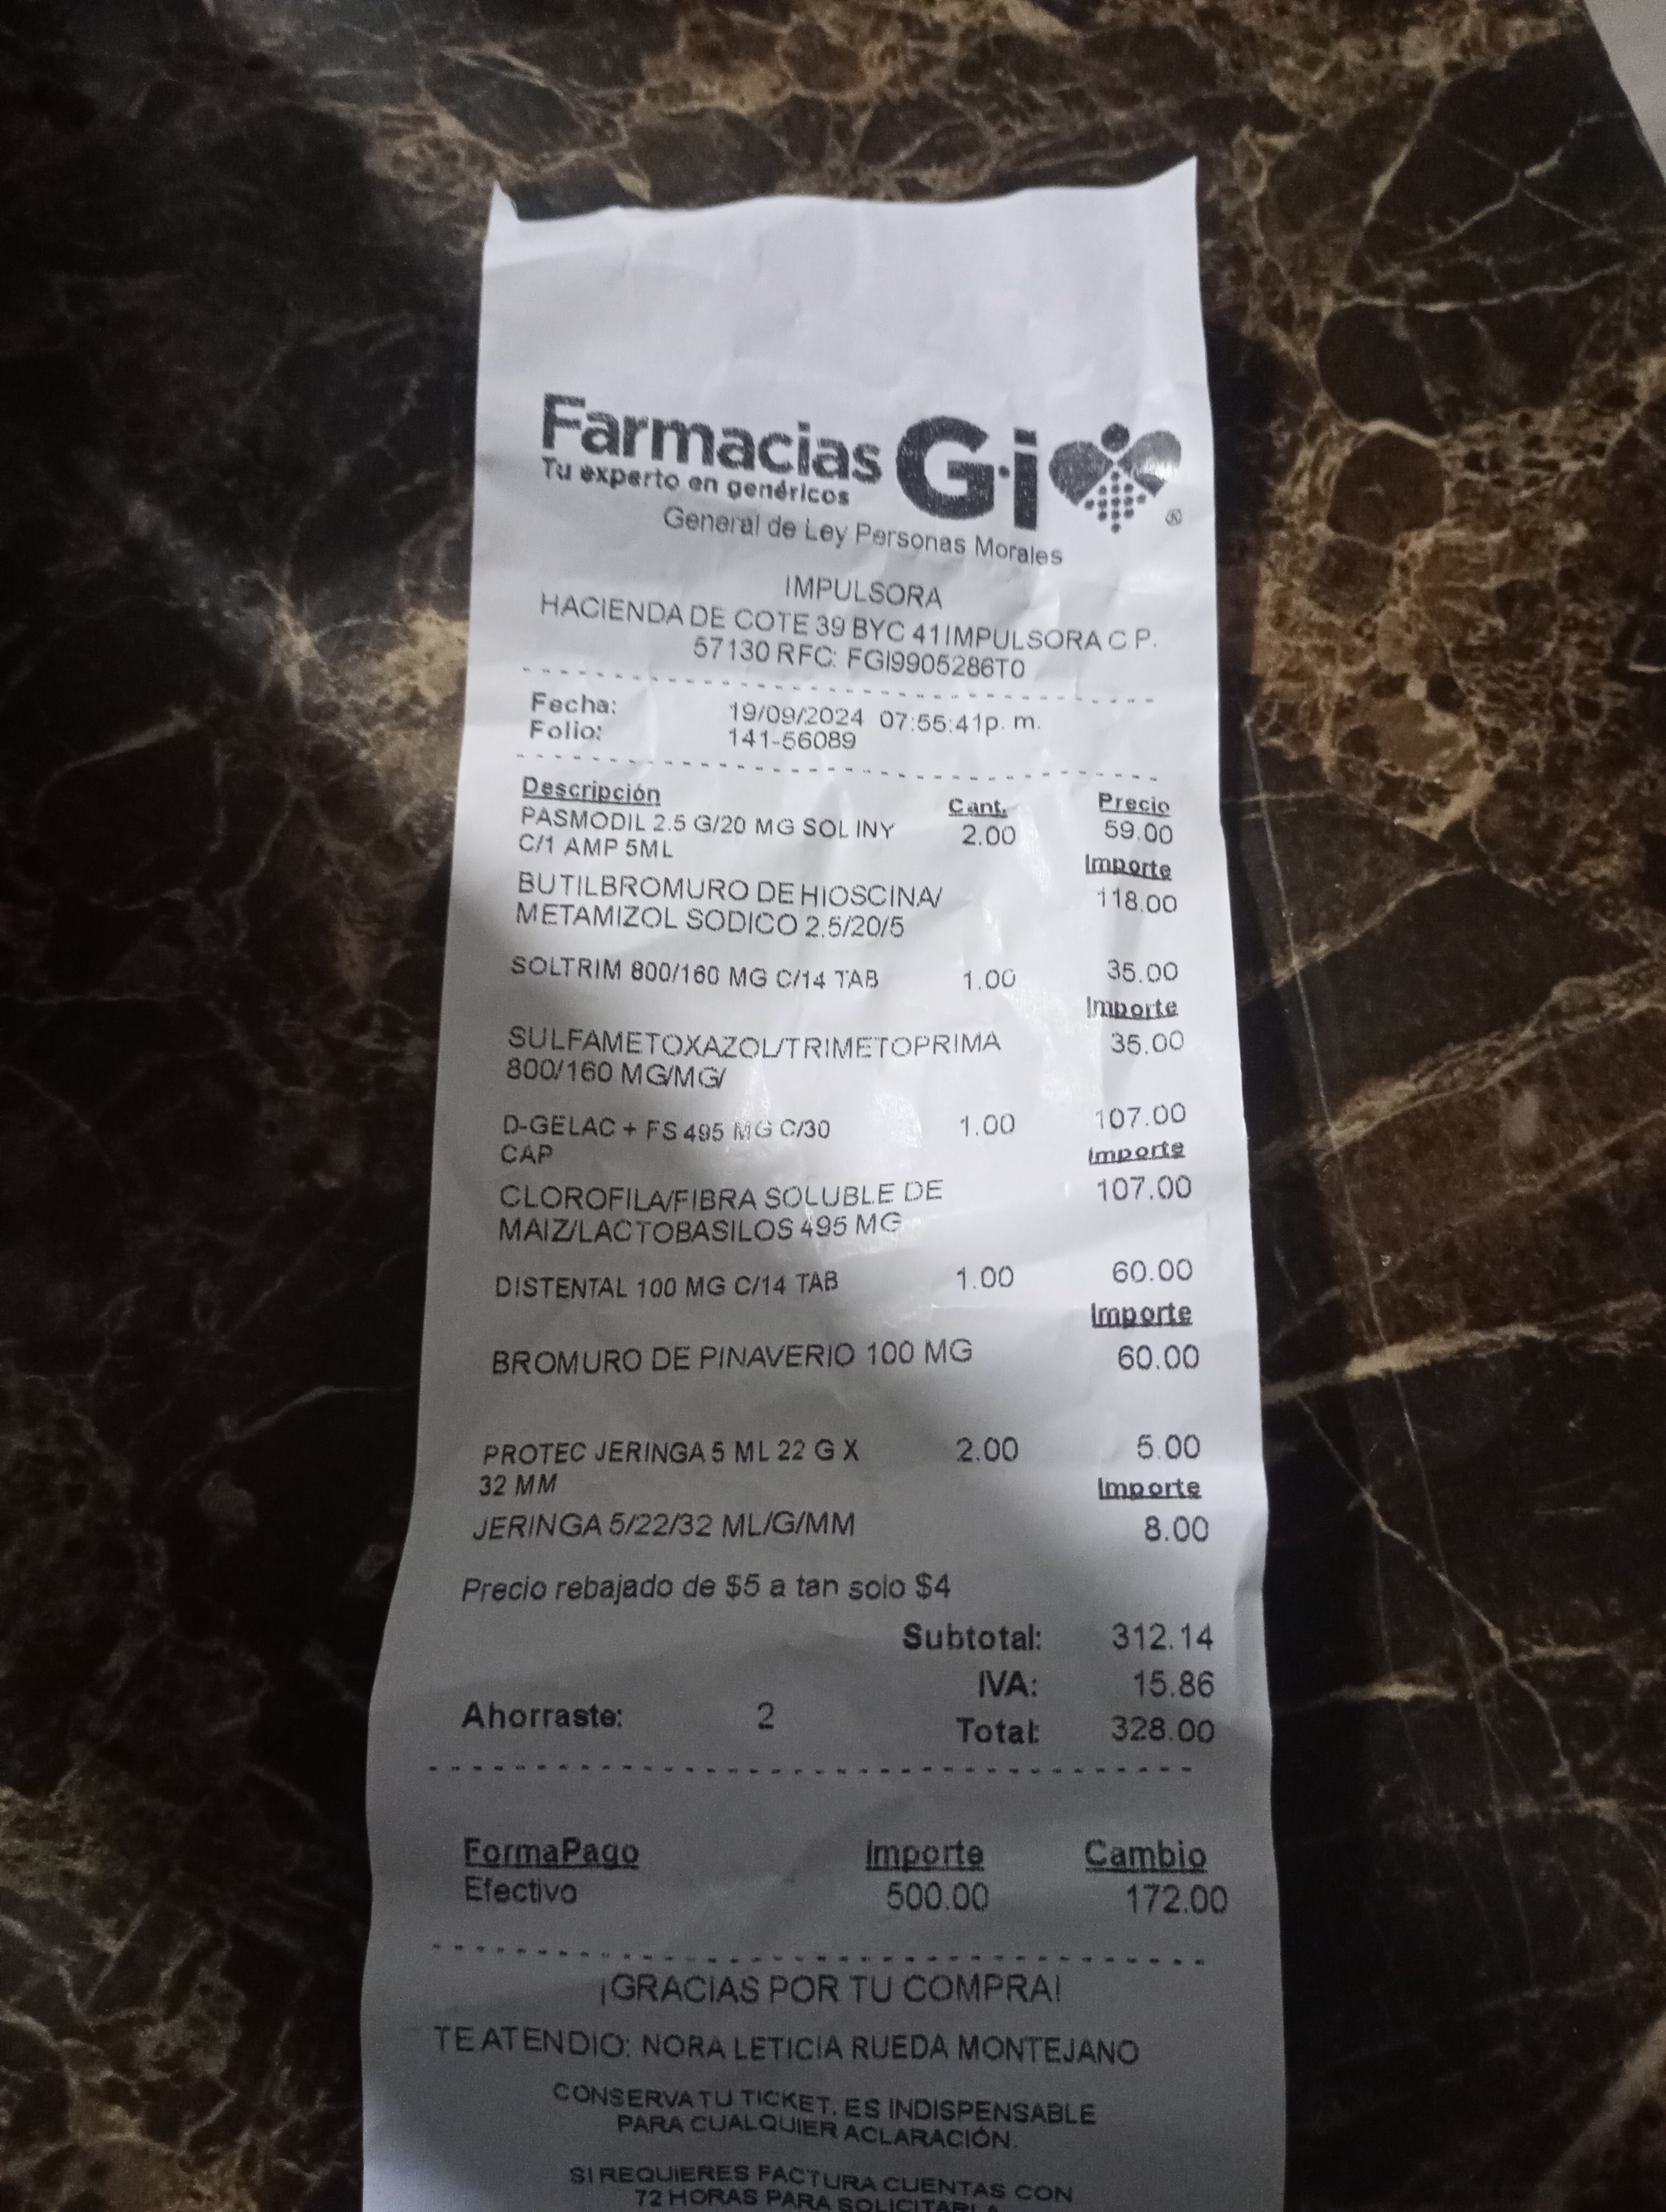 Farmacias Gi
Tu experto en genéricos
®
General de Ley Personas Morales
IMPULSORA
HACIENDA DE COTE 39 BYC 41 IMPULSORA C.P.
57130 RFC: FGI9905286T0
Fecha: 19/09/2024 07:55:41p. m.
Folio: 141-56089
Descripción Cant. Precio
PASMODIL 2.5 G/20 MG SOL INY 2.00 59.00
C/1 AMP 5ML
Importe
BUTILBROMURO DE HIOSCINA/ 118.00
METAMIZOL SODICO 2.5/20/5
SOLTRIM 800/160 MG C/14 TAB 1.00 35.00
Importe
SULFAMETOXAZOL/TRIMETOPRIMA 35.00
800/160 MG/MG/
D-GELAC + FS 495 MG C/30 1.00 107.00
CAP Importe
CLOROFILA/FIBRA SOLUBLE DE 107.00
MAIZ/LACTOBASILOS 495 MG
DISTENTAL 100 MG C/14 TAB 1.00 60.00
Importe
BROMURO DE PINAVERIO 100 MG 60.00
PROTEC JERINGA 5 ML 22 G X 2.00 5.00
32 MM Importe
JERINGA 5/22/32 ML/G/MM 8.00
Precio rebajado de $5 a tan solo $4
Subtotal: 312.14
IVA: 15.86
Ahorraste: 2 Total: 328.00
FormaPago Importe Cambio
Efectivo 500.00 172.00
¡GRACIAS POR TU COMPRA!
TE ATENDIO: NORA LETICIA RUEDA MONTEJANO
CONSERVA TU TICKET, ES INDISPENSABLE
PARA CUALQUIER ACLARACIÓN.
SI REQUIERES FACTURA CUENTAS CON
72 HORAS PARA SOLICITARLA